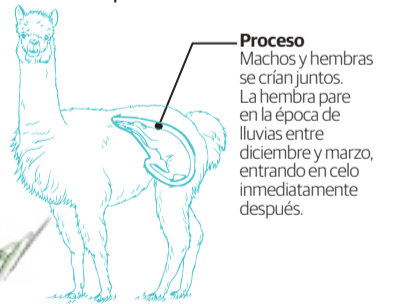 Proceso
Machos y hembras
se crían juntos.
La hembra pare
en la época de
lluvias entre
diciembre y marzo,
entrando en celo
inmediatamente
después.